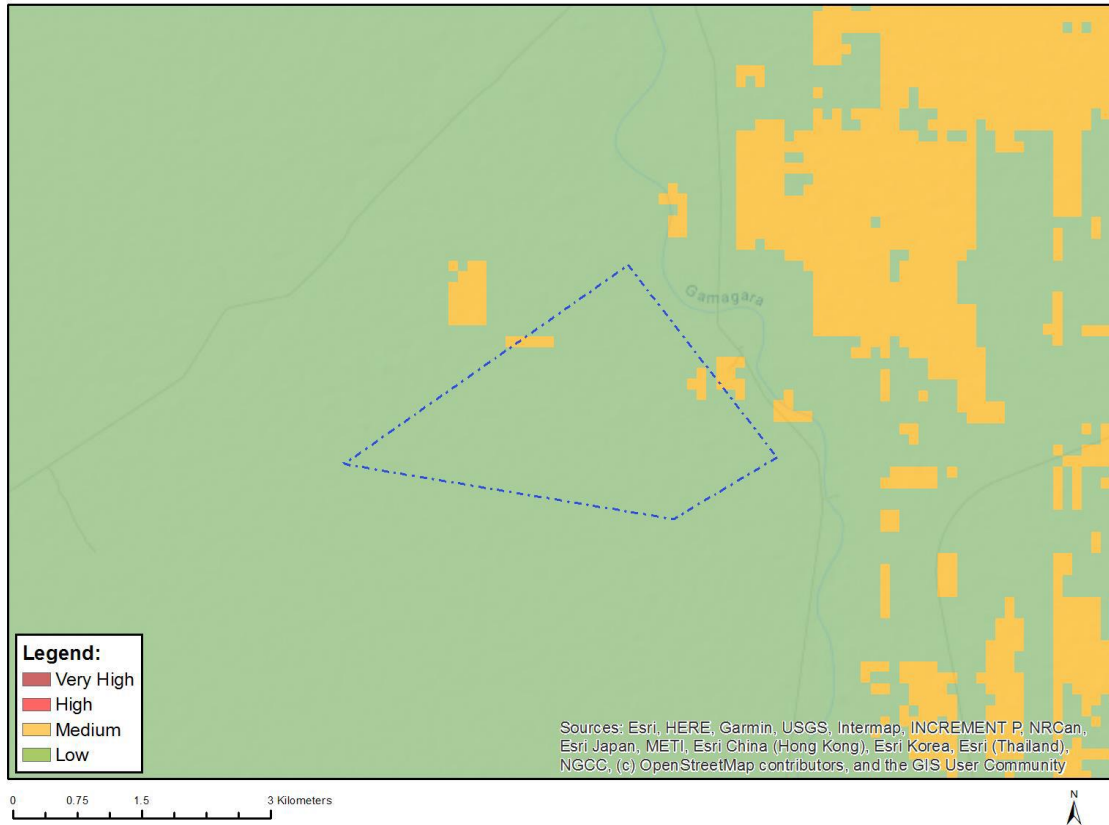 Gamagara
Legend:
Very High
High
Medium
Low
Sources: Esri, HERE, Garmin, USGS, Intermap, INCREMENT P, NRCan,
Esri Japan, METI, Esri China (Hong Kong), Esri Korea, Esri (Thailand),
NGCC, (c) OpenStreetMap contributors, and the GIS User Community
0 0.75 1.5 3 Kilometers
N